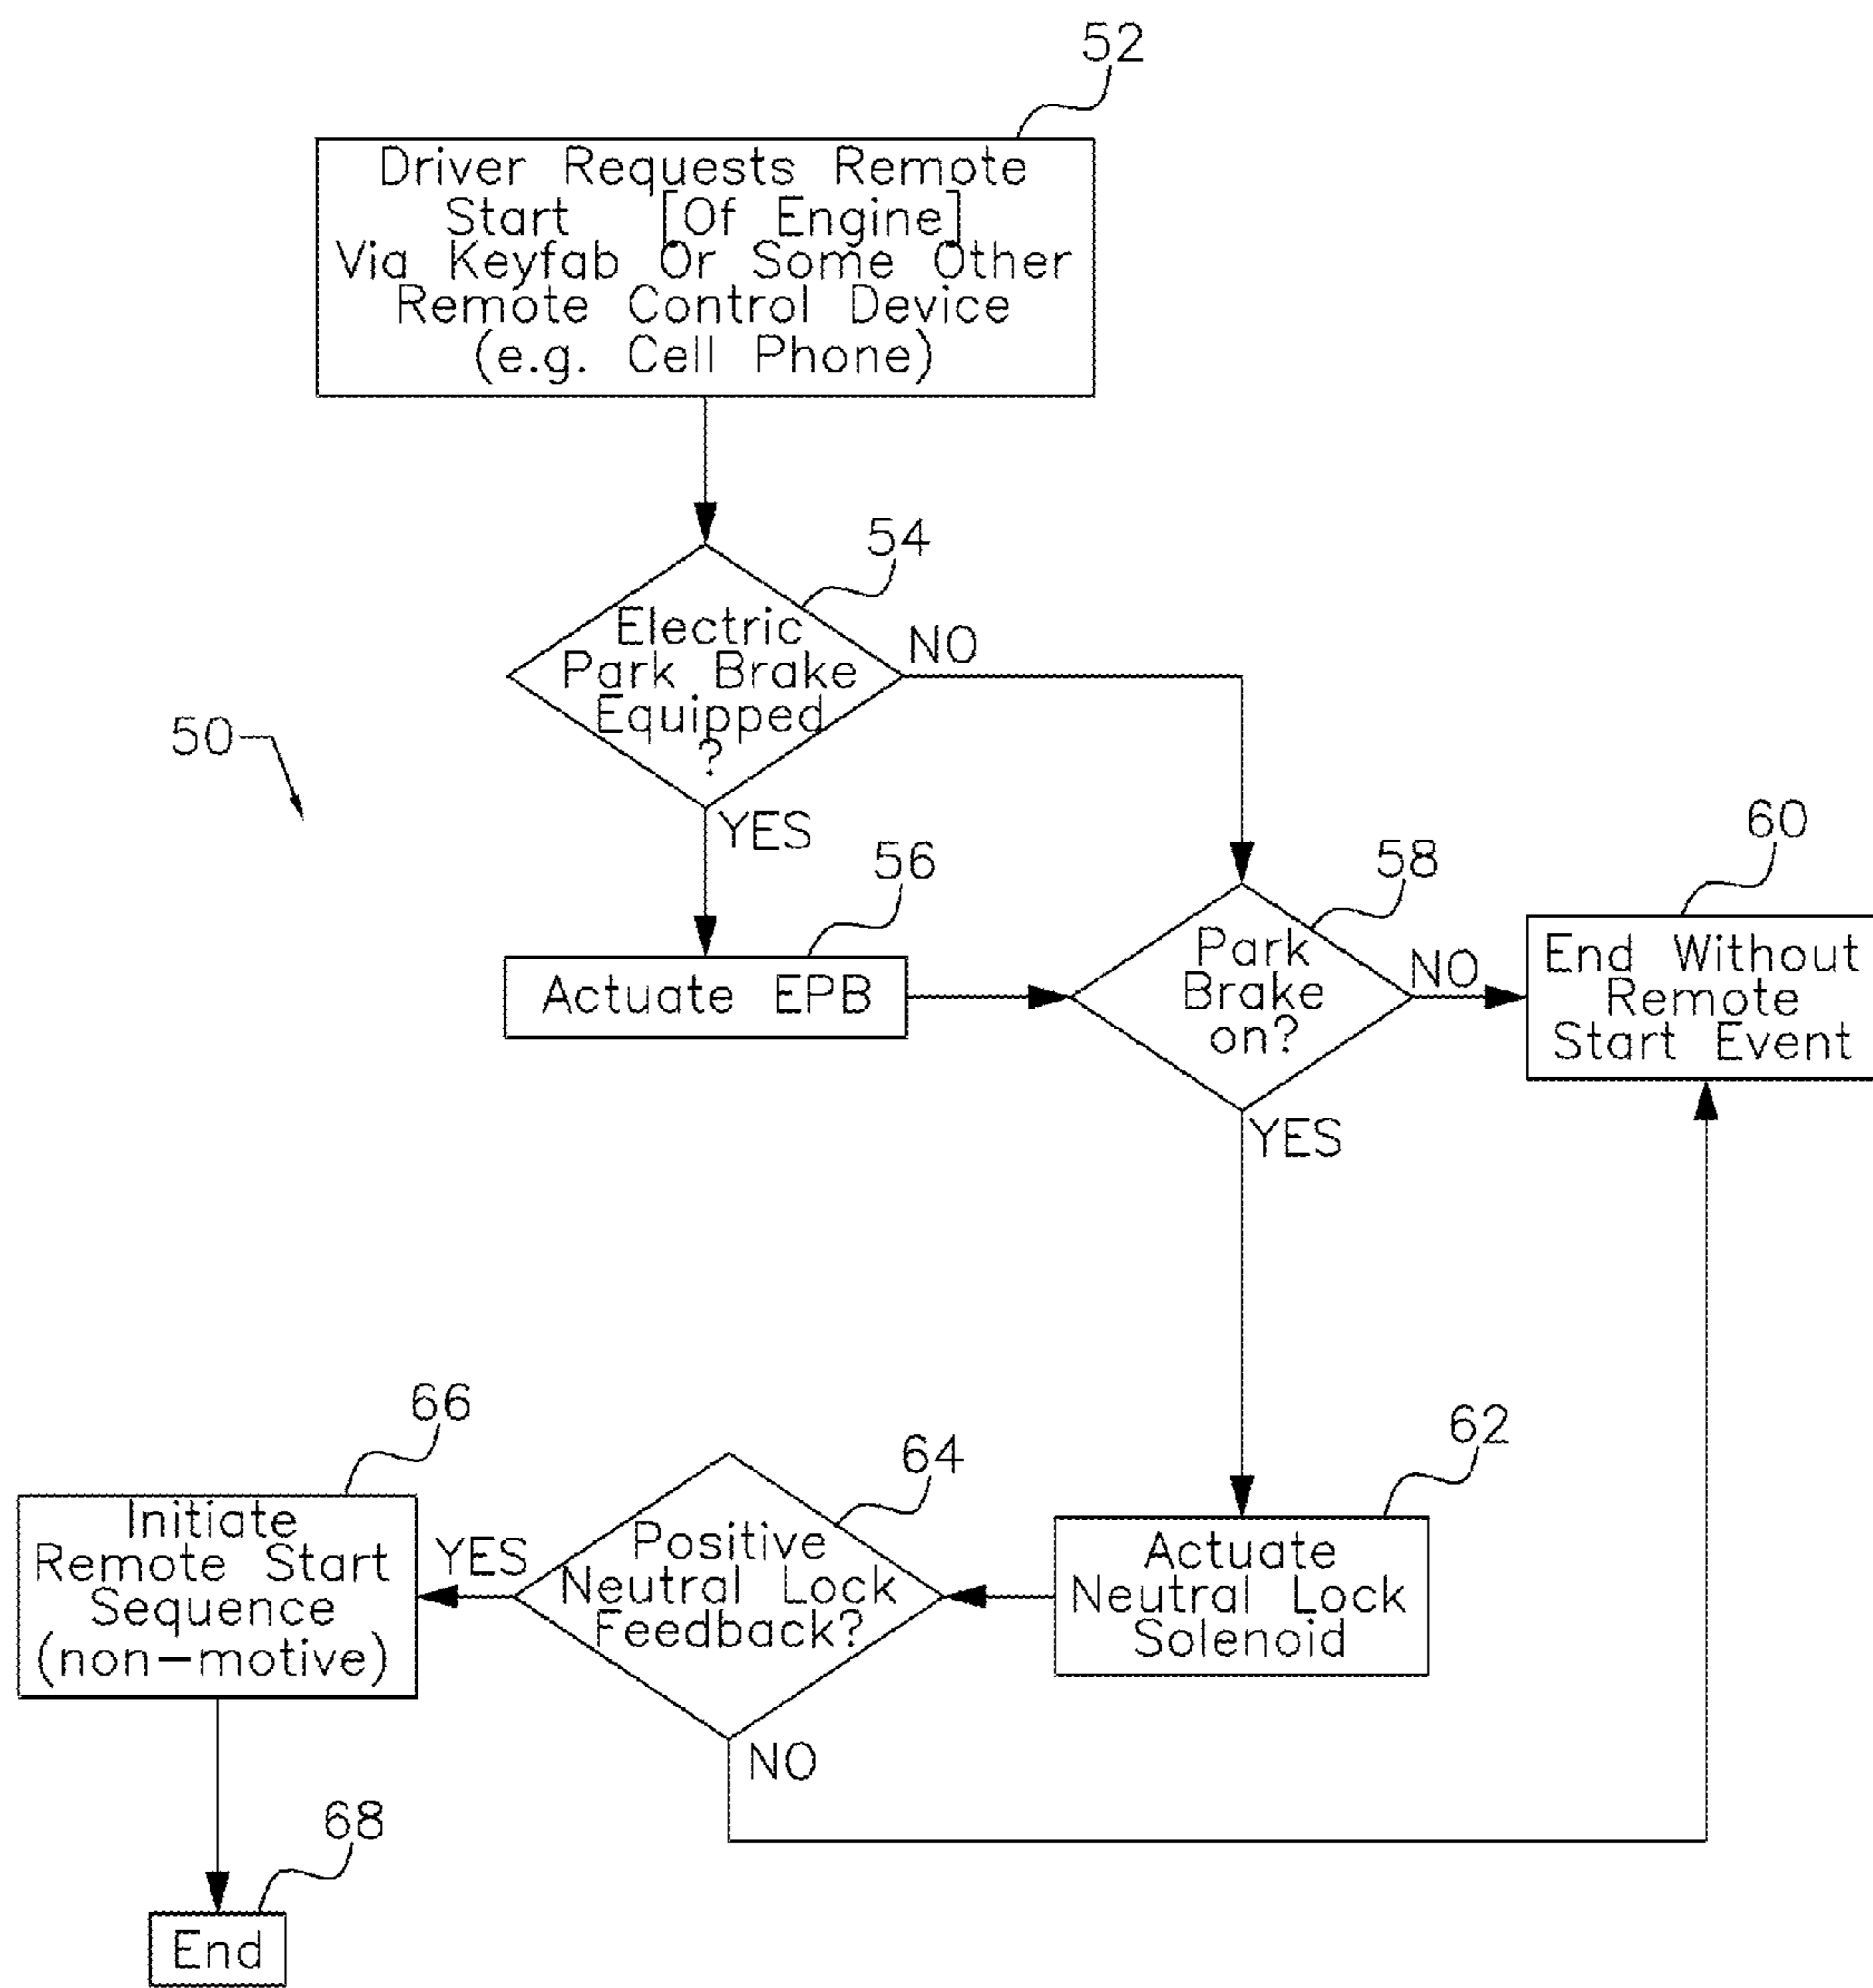 52
Driver Requests Remote
Start [Of Engine]
Via Keyfab Or Some Other
Remote Control Device
(e.g. Cell Phone)
54
Electric
Park Brake
Equipped
?
NO
YES
50
56
Actuate EPB
58
Park
Brake
on?
NO
YES
60
End Without
Remote
Start Event
62
Actuate
Neutral Lock
Solenoid
64
Positive
Neutral Lock
Feedback?
YES
NO
66
Initiate
Remote Start
Sequence
(non-motive)
68
End